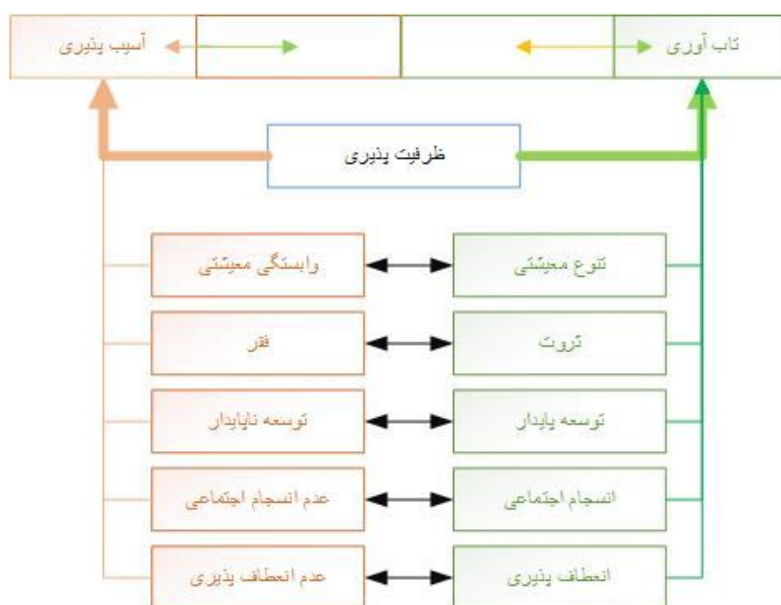 تاب آوری
آسیب پذیری
ظرفیت پذیری
تنوع معیشتی
وابستگی معیشتی
ثروت
فقر
توسعه پایدار
توسعه ناپایدار
انسجام اجتماعی
عدم انسجام اجتماعی
انعطاف پذیری
عدم انعطاف پذیری